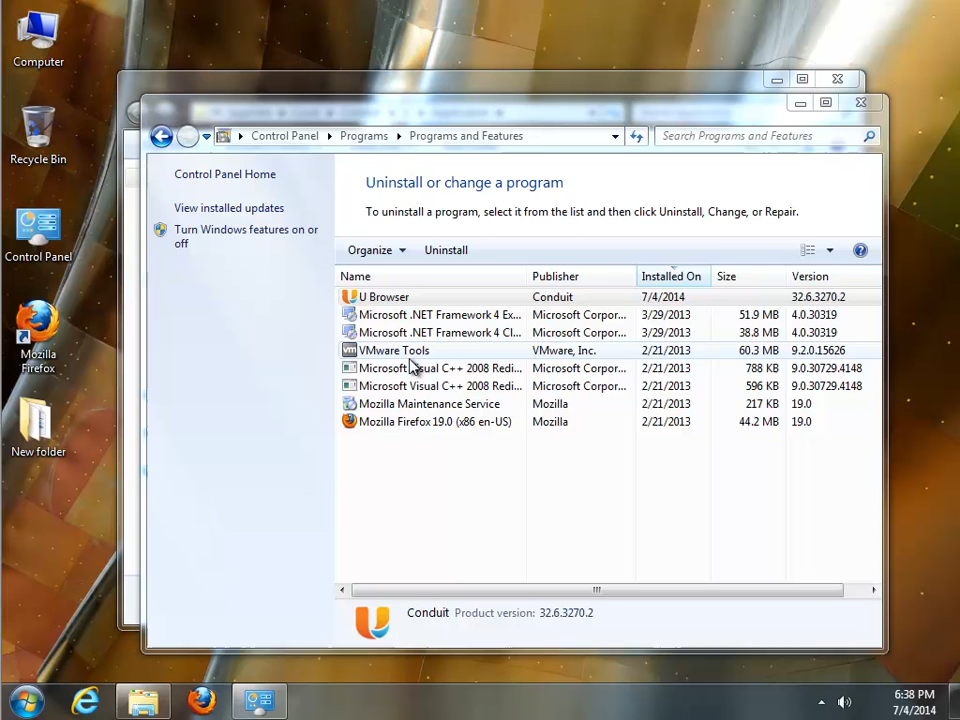 Computer
Recycle Bin
Control Panel
Mozilla
Firefox
New folder
Control Panel Programs Programs and Features
Search Programs and Features
Control Panel Home
View installed updates
Turn Windows features on or
off
Uninstall or change a program
To uninstall a program, select it from the list and then click Uninstall, Change, or Repair.
Organize Uninstall
Name Publisher Installed On Size Version
U Browser Conduit 7/4/2014 32.6.3270.2
Microsoft .NET Framework 4 Ex... Microsoft Corpor... 3/29/2013 51.9 MB 4.0.30319
Microsoft .NET Framework 4 Cl... Microsoft Corpor... 3/29/2013 38.8 MB 4.0.30319
vm VMware Tools VMware, Inc. 2/21/2013 60.3 MB 9.2.0.15626
Microsoft Visual C++ 2008 Redi... Microsoft Corpor... 2/21/2013 788 KB 9.0.30729.4148
Microsoft Visual C++ 2008 Redi... Microsoft Corpor... 2/21/2013 596 KB 9.0.30729.4148
Mozilla Maintenance Service Mozilla 2/21/2013 217 KB 19.0
Mozilla Firefox 19.0 (x86 en-US) Mozilla 2/21/2013 44.2 MB 19.0
Conduit Product version: 32.6.3270.2
6:38 PM
7/4/2014